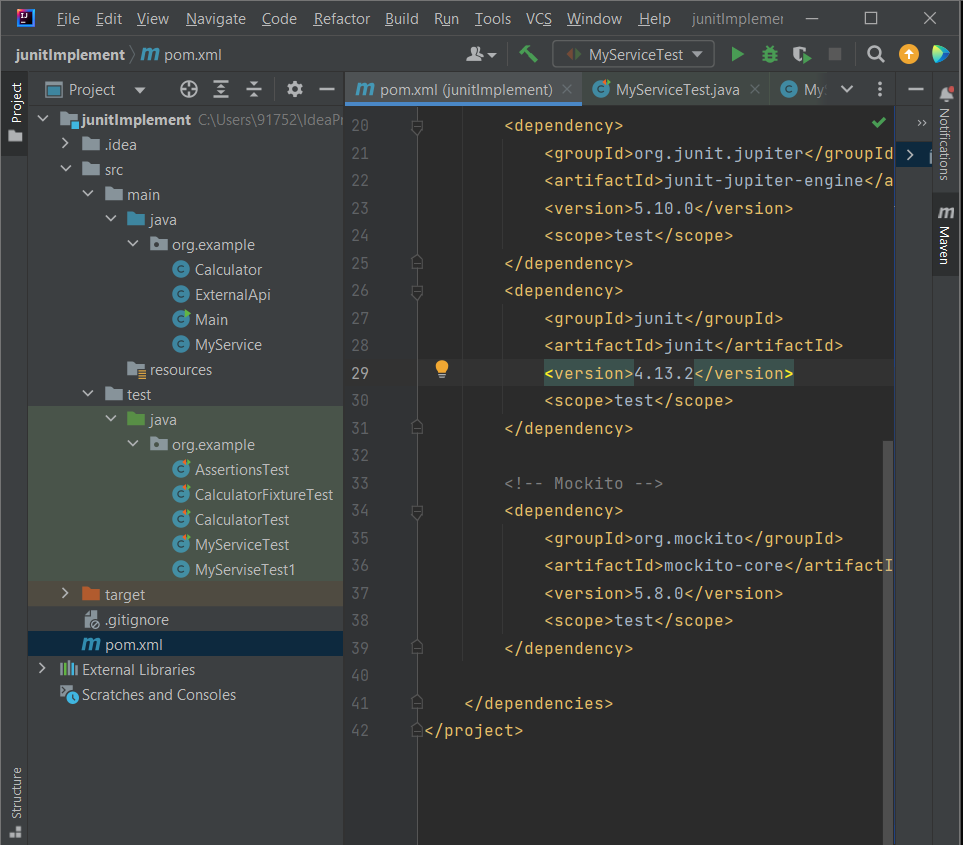 File Edit View Navigate Code Refactor Build Run Tools VCS Window Help junitImplemen
junitImplement pom.xml MyServiceTest
Project
Project
pom.xml (junitImplement) MyServiceTest.java My
junitImplement C:\Users\91752\IdeaPr
.idea
src
main
java
org.example
Calculator
ExternalApi
Main
MyService
resources
test
java
org.example
AssertionsTest
CalculatorFixtureTest
CalculatorTest
MyServiceTest
MyServiseTest1
target
.gitignore
pom.xml
External Libraries
Scratches and Consoles
Structure
20 <dependency>
21 <groupId>org.junit.jupiter</groupId
22 <artifactId>junit-jupiter-engine</a
23 <version>5.10.0</version>
24 <scope>test</scope>
25 </dependency>
26 <dependency>
27 <groupId>junit</groupId>
28 <artifactId>junit</artifactId>
29 <version>4.13.2</version>
30 <scope>test</scope>
31 </dependency>
32
33 <!-- Mockito -->
34 <dependency>
35 <groupId>org.mockito</groupId>
36 <artifactId>mockito-core</artifactI
37 <version>5.8.0</version>
38 <scope>test</scope>
39 </dependency>
40
41 </dependencies>
42 </project>
Notifications
Maven